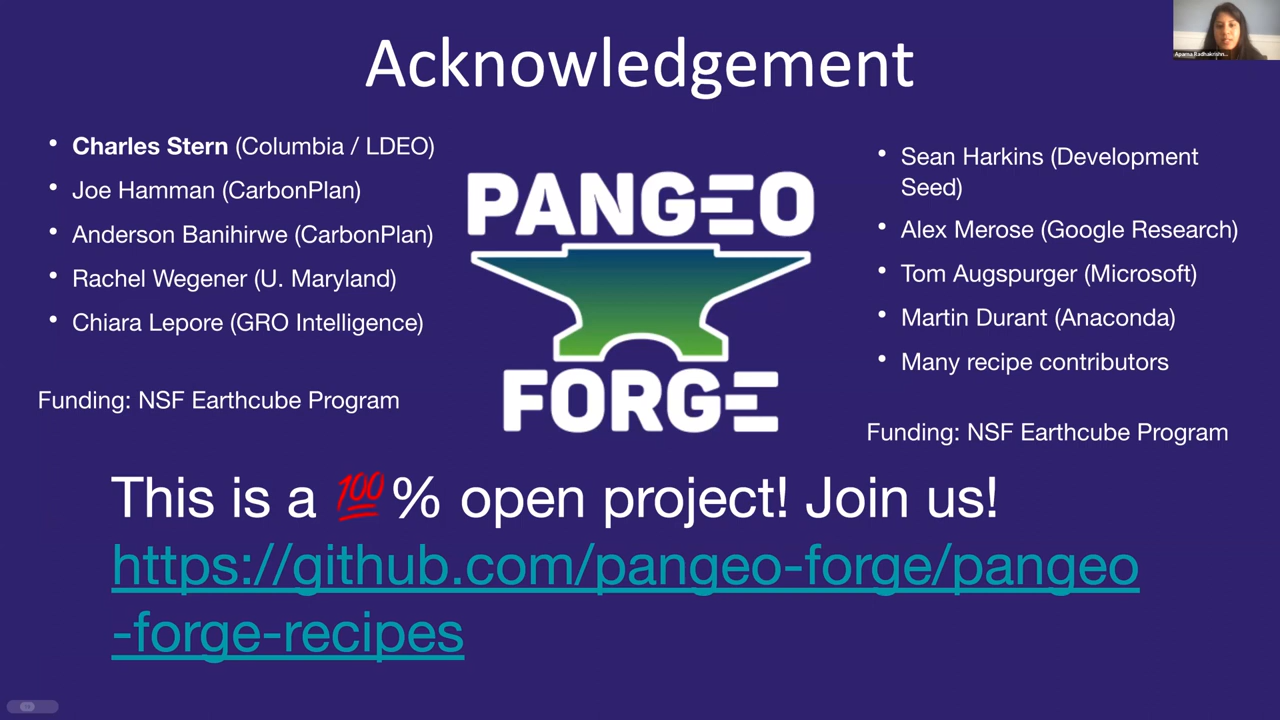 Acknowledgement
Aparna Radhakrishn...
• Charles Stern (Columbia / LDEO)
• Joe Hamman (CarbonPlan)
• Anderson Banihirwe (CarbonPlan)
• Rachel Wegener (U. Maryland)
• Chiara Lepore (GRO Intelligence)
Funding: NSF Earthcube Program
PANGEO
FORGE
• Sean Harkins (Development
Seed)
• Alex Merose (Google Research)
• Tom Augspurger (Microsoft)
• Martin Durant (Anaconda)
• Many recipe contributors
Funding: NSF Earthcube Program
This is a 💯% open project! Join us!
https://github.com/pangeo-forge/pangeo
-forge-recipes